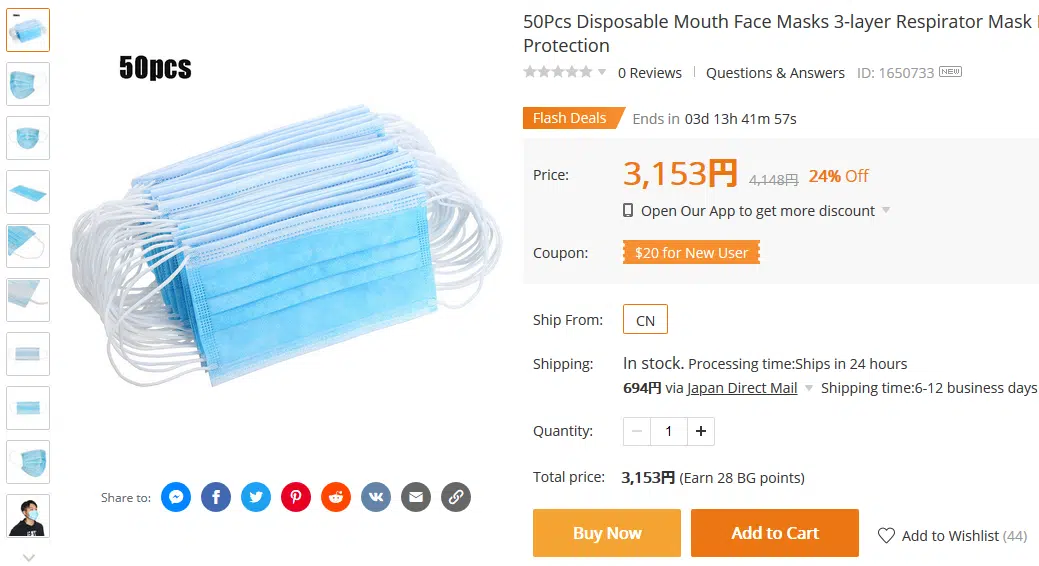 50pcs
50Pcs Disposable Mouth Face Masks 3-layer Respirator Mask
Protection
0 Reviews Questions & Answers ID: 1650733 NEW
Flash Deals Ends in 03d 13h 41m 57s
Price: 3,153円 4,148円 24% Off
Open Our App to get more discount
Coupon: $20 for New User
Ship From: CN
Shipping: In stock. Processing time:Ships in 24 hours
694円 via Japan Direct Mail Shipping time:6-12 business days
Quantity: 1
Total price: 3,153円 (Earn 28 BG points)
Share to:
Buy Now Add to Cart Add to Wishlist (44)